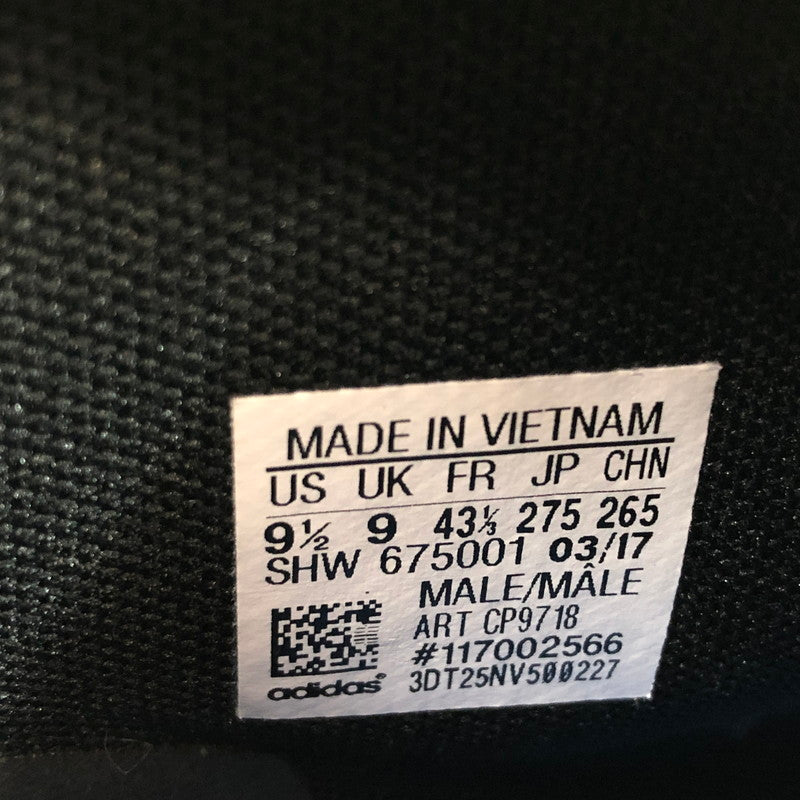 MADE IN VIETNAM
US UK FR JP CHN
9½ 9 43⅓ 275 265
SHW 675001 03/17
MALE/MÂLE
ART CP9718
#117002566
adidas® 3DT25NV500227